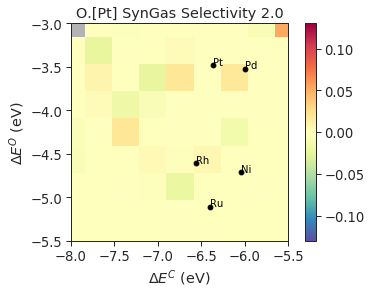 O.[Pt] SynGas Selectivity 2.0
−3.0
−3.5
−4.0
−4.5
−5.0
−5.5
ΔE^O (eV)
Pt
Pd
Rh
Ni
Ru
−8.0 −7.5 −7.0 −6.5 −6.0 −5.5
ΔE^C (eV)
0.10
0.05
0.00
−0.05
−0.10